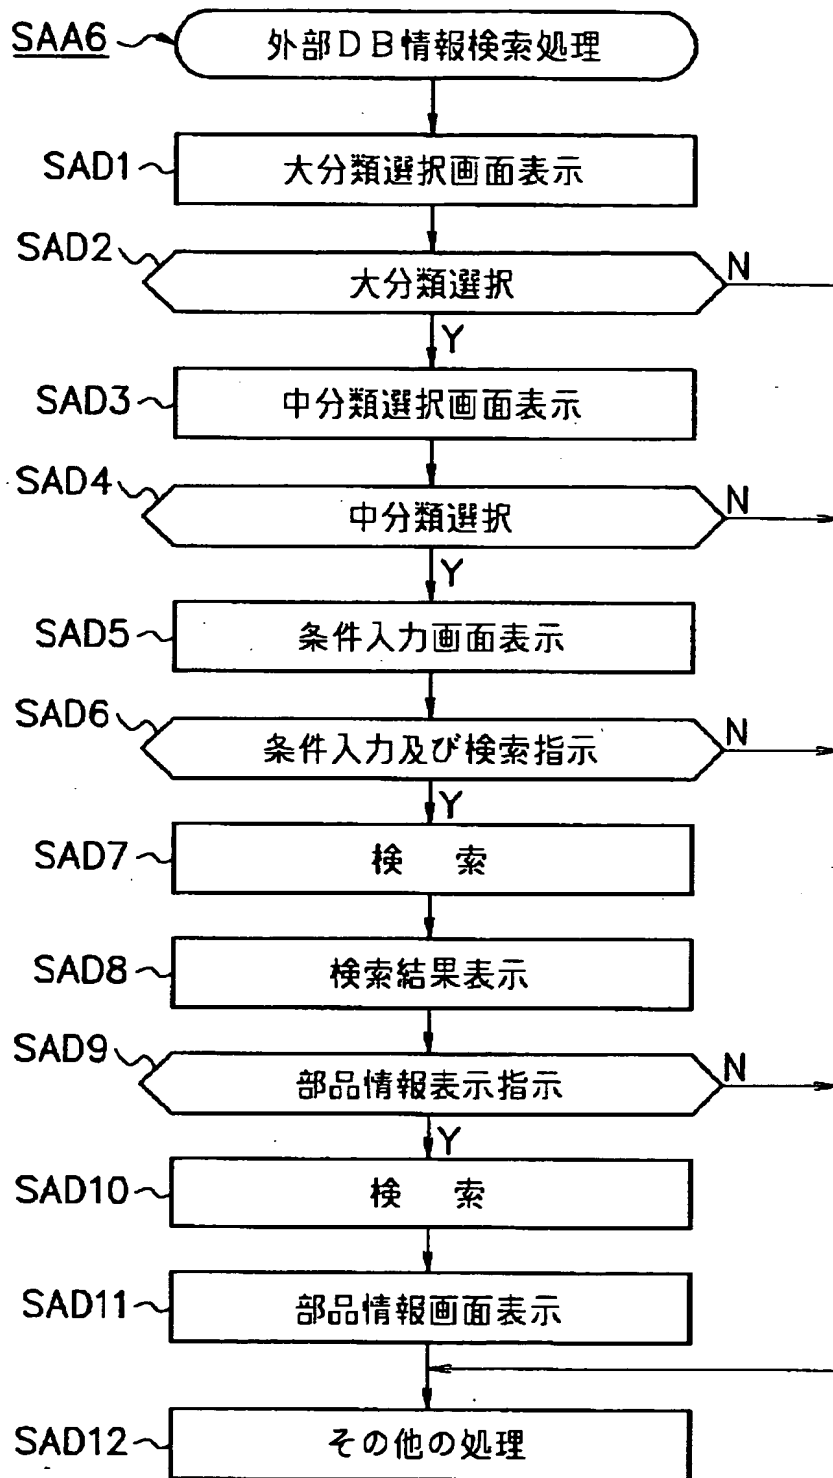 SAA6 外部DB情報検索処理
SAD1 大分類選択画面表示
SAD2 大分類選択 N
Y
SAD3 中分類選択画面表示
SAD4 中分類選択 N
Y
SAD5 条件入力画面表示
SAD6 条件入力及び検索指示 N
Y
SAD7 検 索
SAD8 検索結果表示
SAD9 部品情報表示指示 N
Y
SAD10 検 索
SAD11 部品情報画面表示
SAD12 その他の処理